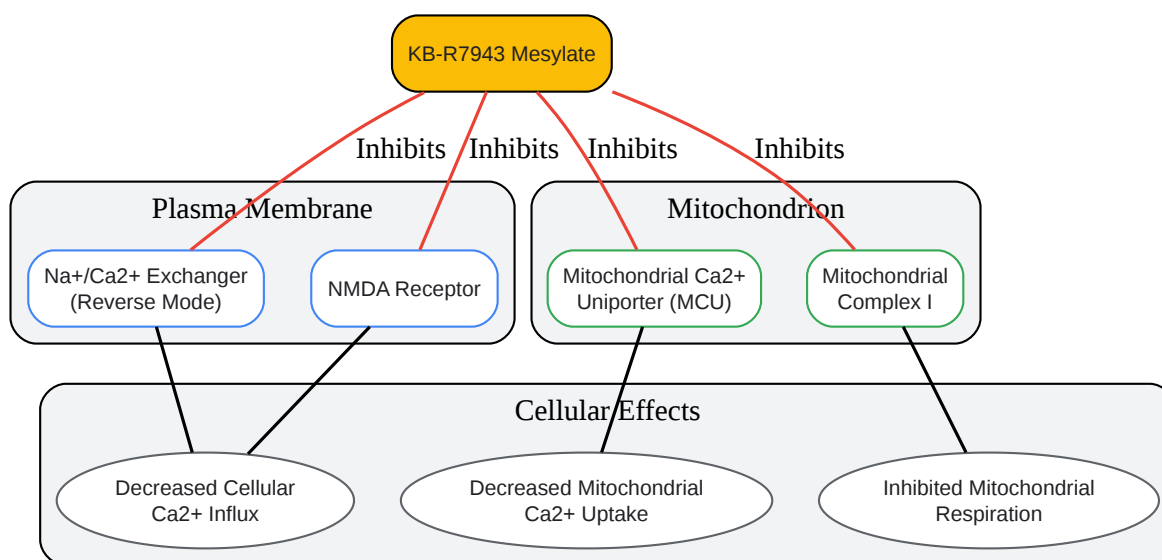 KB-R7943 Mesylate
Inhibits
Inhibits
Inhibits
Inhibits
Plasma Membrane
Mitochondrion
Na+/Ca2+ Exchanger
(Reverse Mode)
NMDA Receptor
Mitochondrial Ca2+
Uniporter (MCU)
Mitochondrial
Complex I
Cellular Effects
Decreased Cellular
Ca2+ Influx
Decreased Mitochondrial
Ca2+ Uptake
Inhibited Mitochondrial
Respiration